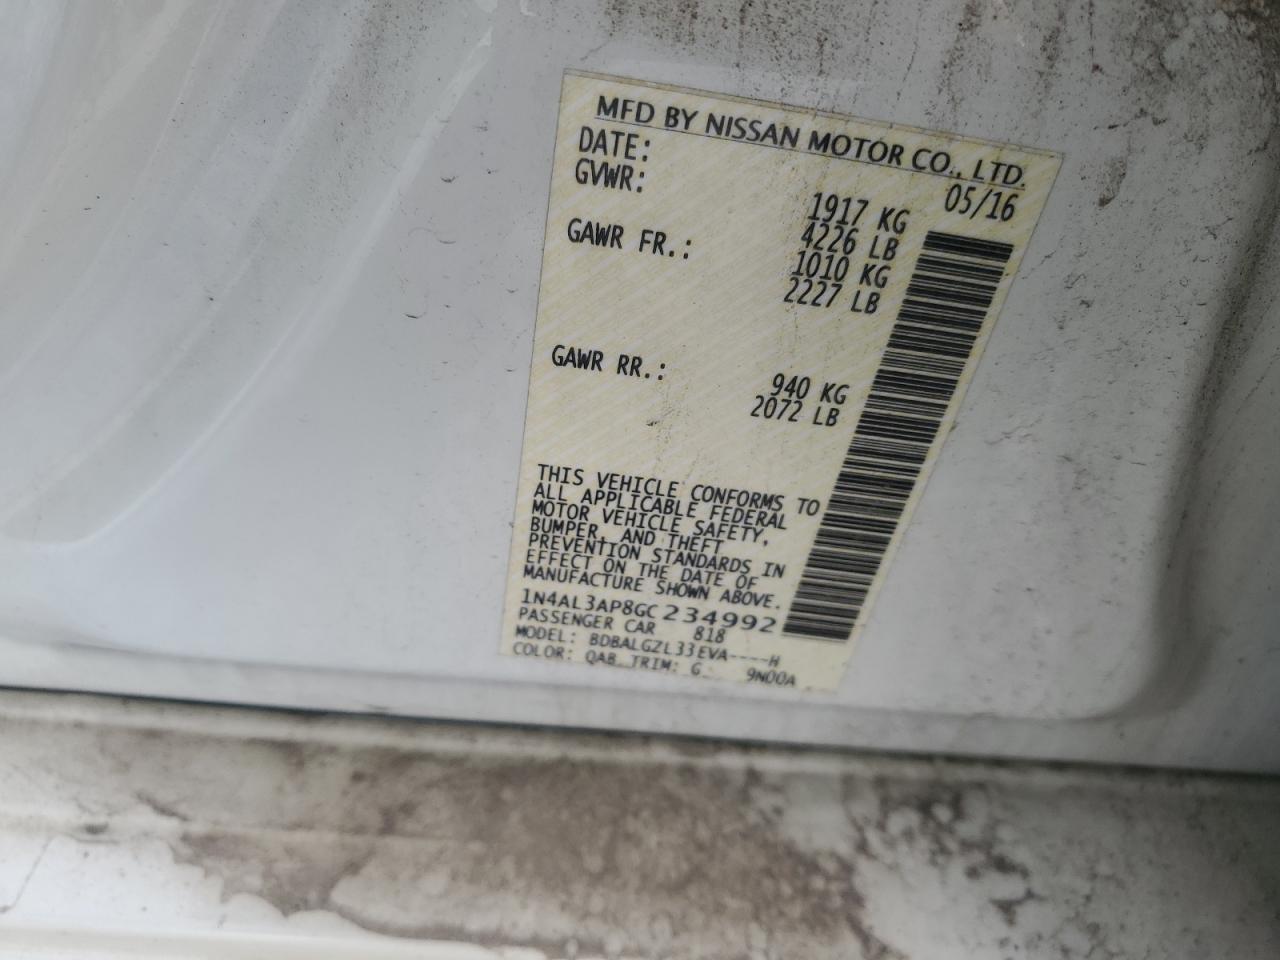 MFD BY NISSAN MOTOR CO., LTD.
DATE: 05/16
GVWR: 1917 KG
4226 LB
GAWR FR.: 1010 KG
2227 LB
GAWR RR.: 940 KG
2072 LB
THIS VEHICLE CONFORMS TO
ALL APPLICABLE FEDERAL
MOTOR VEHICLE SAFETY,
BUMPER, AND THEFT
PREVENTION STANDARDS IN
EFFECT ON THE DATE OF
MANUFACTURE SHOWN ABOVE.
1N4AL3AP8GC234992
PASSENGER CAR 818
MODEL: BDBALGZL33EVA----H
COLOR: QAB TRIM: G 9N00A